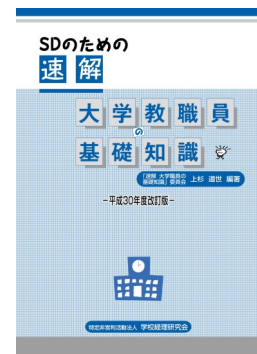 SDのための
速解
大学教職員
の
基礎知識
「速解 大学職員の
基礎知識」委員会 上杉 道世 編著
－平成30年度改訂版－
特定非営利活動法人 学校経理研究会